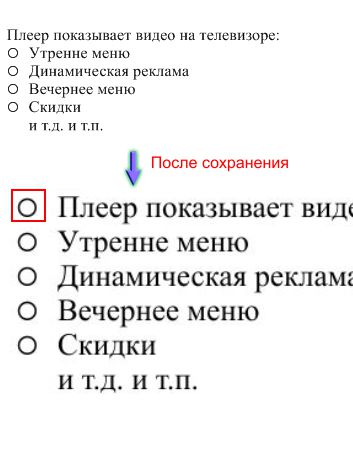 Плеер показывает видео на телевизоре:
Утренне меню
Динамическая реклама
Вечернее меню
Скидки
и т.д. и т.п.
После сохранения
Плеер показывает виде
Утренне меню
Динамическая реклама
Вечернее меню
Скидки
и т.д. и т.п.